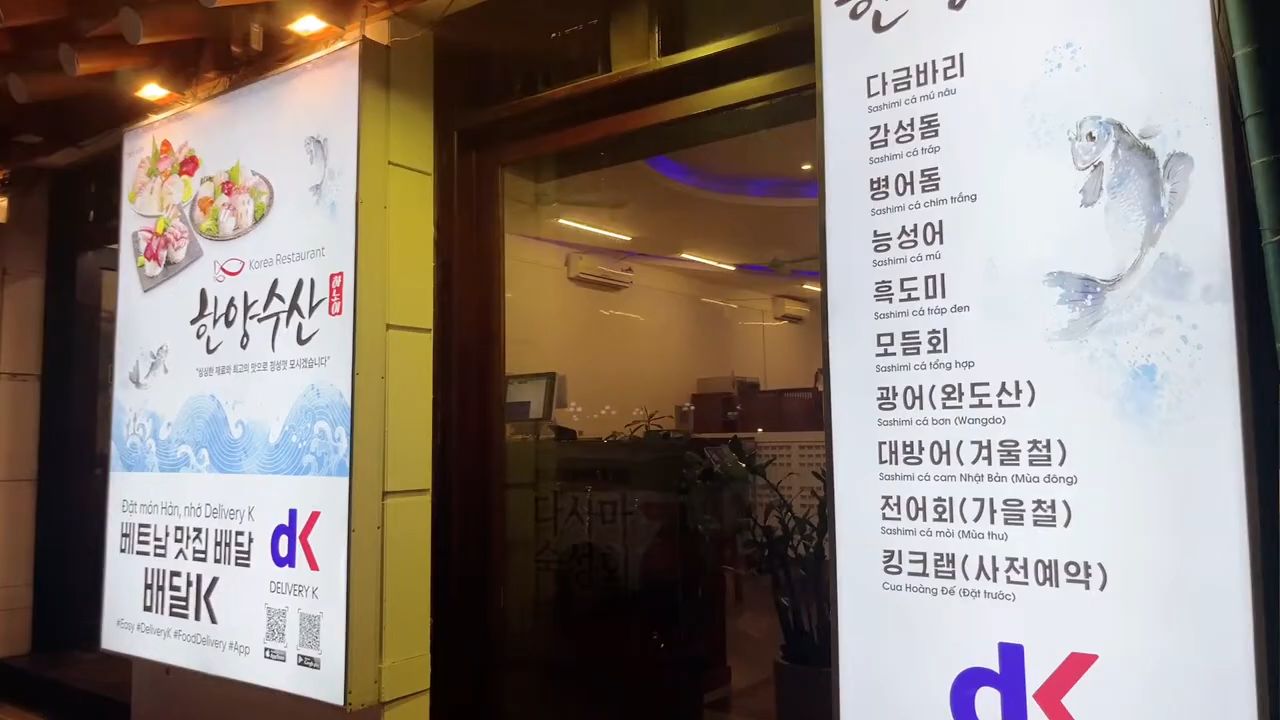 Korea Restaurant
한양수산
"싱싱한 재료와 최고의 맛으로 정성껏 모시겠습니다"
Đặt món Hàn, nhớ Delivery K
베트남 맛집 배달
배달K
dK
DELIVERY K
#Easy #DeliveryK #FoodDelivery #App
다금바리
Sashimi cá mú nâu
감성돔
Sashimi cá tráp
병어돔
Sashimi cá chim trắng
능성어
Sashimi cá mú
흑도미
Sashimi cá tráp đen
모듬회
Sashimi cá tổng hợp
광어(완도산)
Sashimi cá bơn (Wangdo)
대방어(겨울철)
Sashimi cá cam Nhật Bản (Mùa đông)
전어회(가을철)
Sashimi cá mòi (Mùa thu)
킹크랩(사전예약)
Cua Hoàng Đế (Đặt trước)
dK